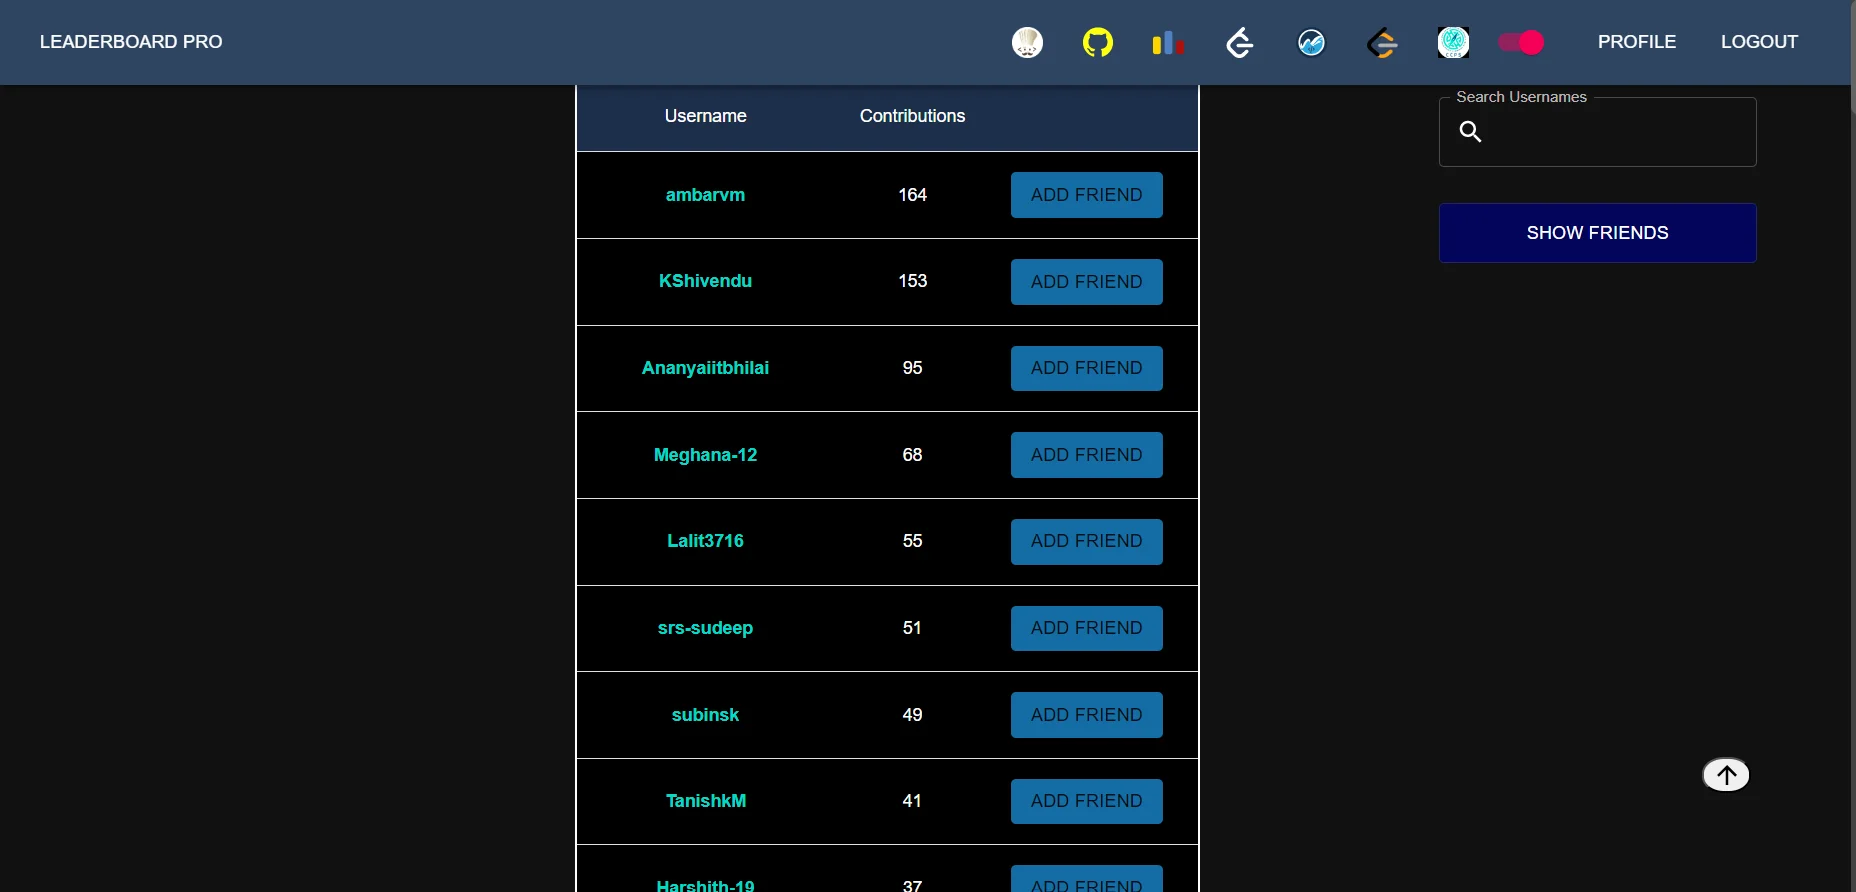 LEADERBOARD PRO
PROFILE LOGOUT
Username Contributions
Search Usernames
ambarvm 164 ADD FRIEND
SHOW FRIENDS
KShivendu 153 ADD FRIEND
Ananyaiitbhilai 95 ADD FRIEND
Meghana-12 68 ADD FRIEND
Lalit3716 55 ADD FRIEND
srs-sudeep 51 ADD FRIEND
subinsk 49 ADD FRIEND
TanishkM 41 ADD FRIEND
Harshith-19 37 ADD FRIEND